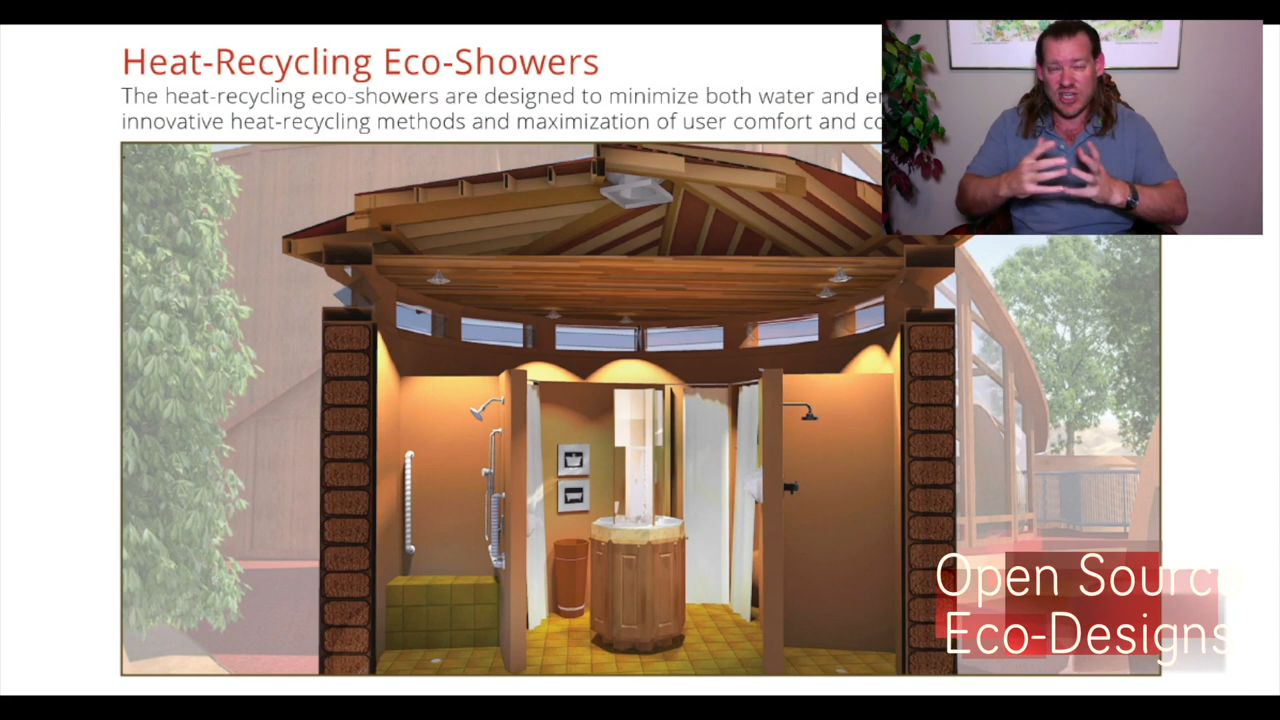 Heat-Recycling Eco-Showers
The heat-recycling eco-showers are designed to minimize both water and
innovative heat-recycling methods and maximization of user comfort and
Open Source
Eco-Designs